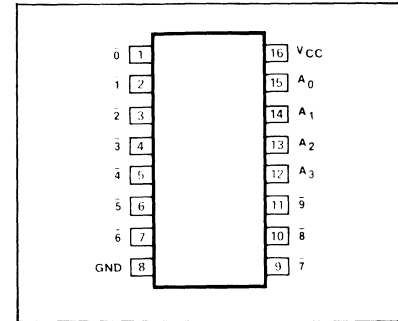 0̄ 1 16 VCC
1̄ 2 15 A0
2̄ 3 14 A1
3̄ 4 13 A2
4̄ 5 12 A3
5̄ 6 11 9̄
6̄ 7 10 8̄
GND 8 9 7̄